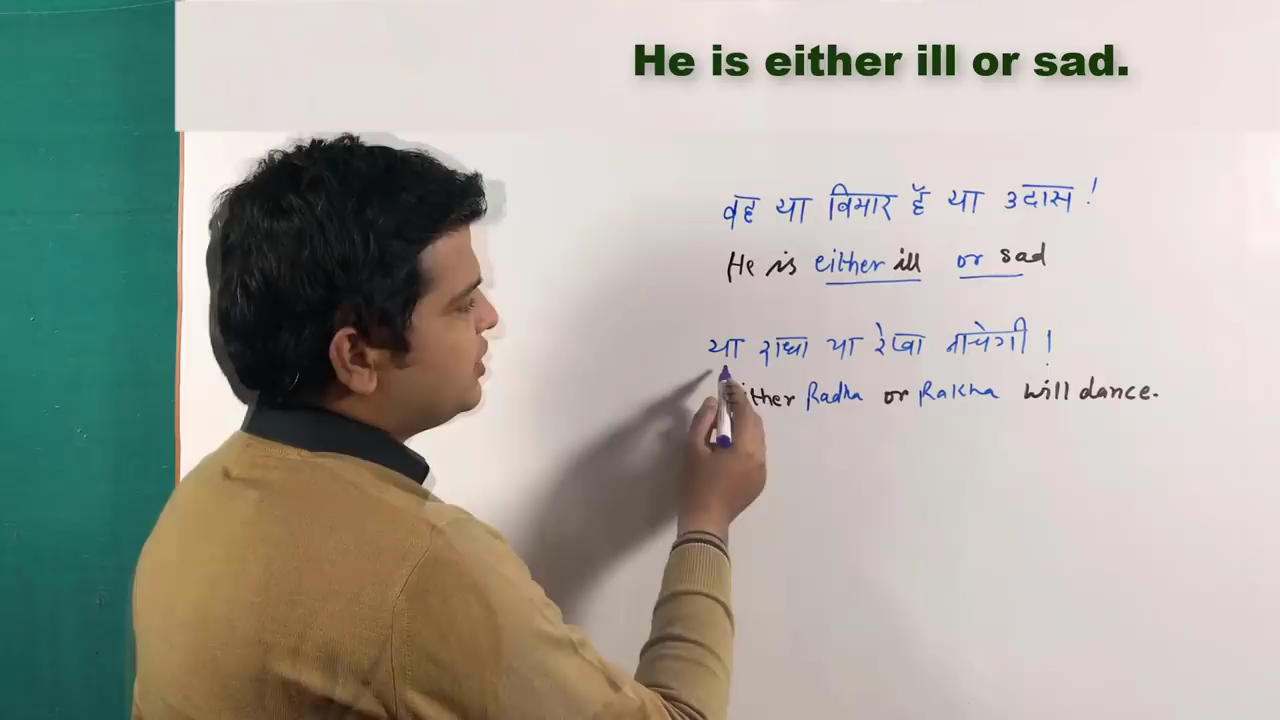 He is either ill or sad.
वह या बिमार है या उदास !
He is either ill or sad
या राधा या रेखा नाचेगी !
Either Radha or Rakha will dance.